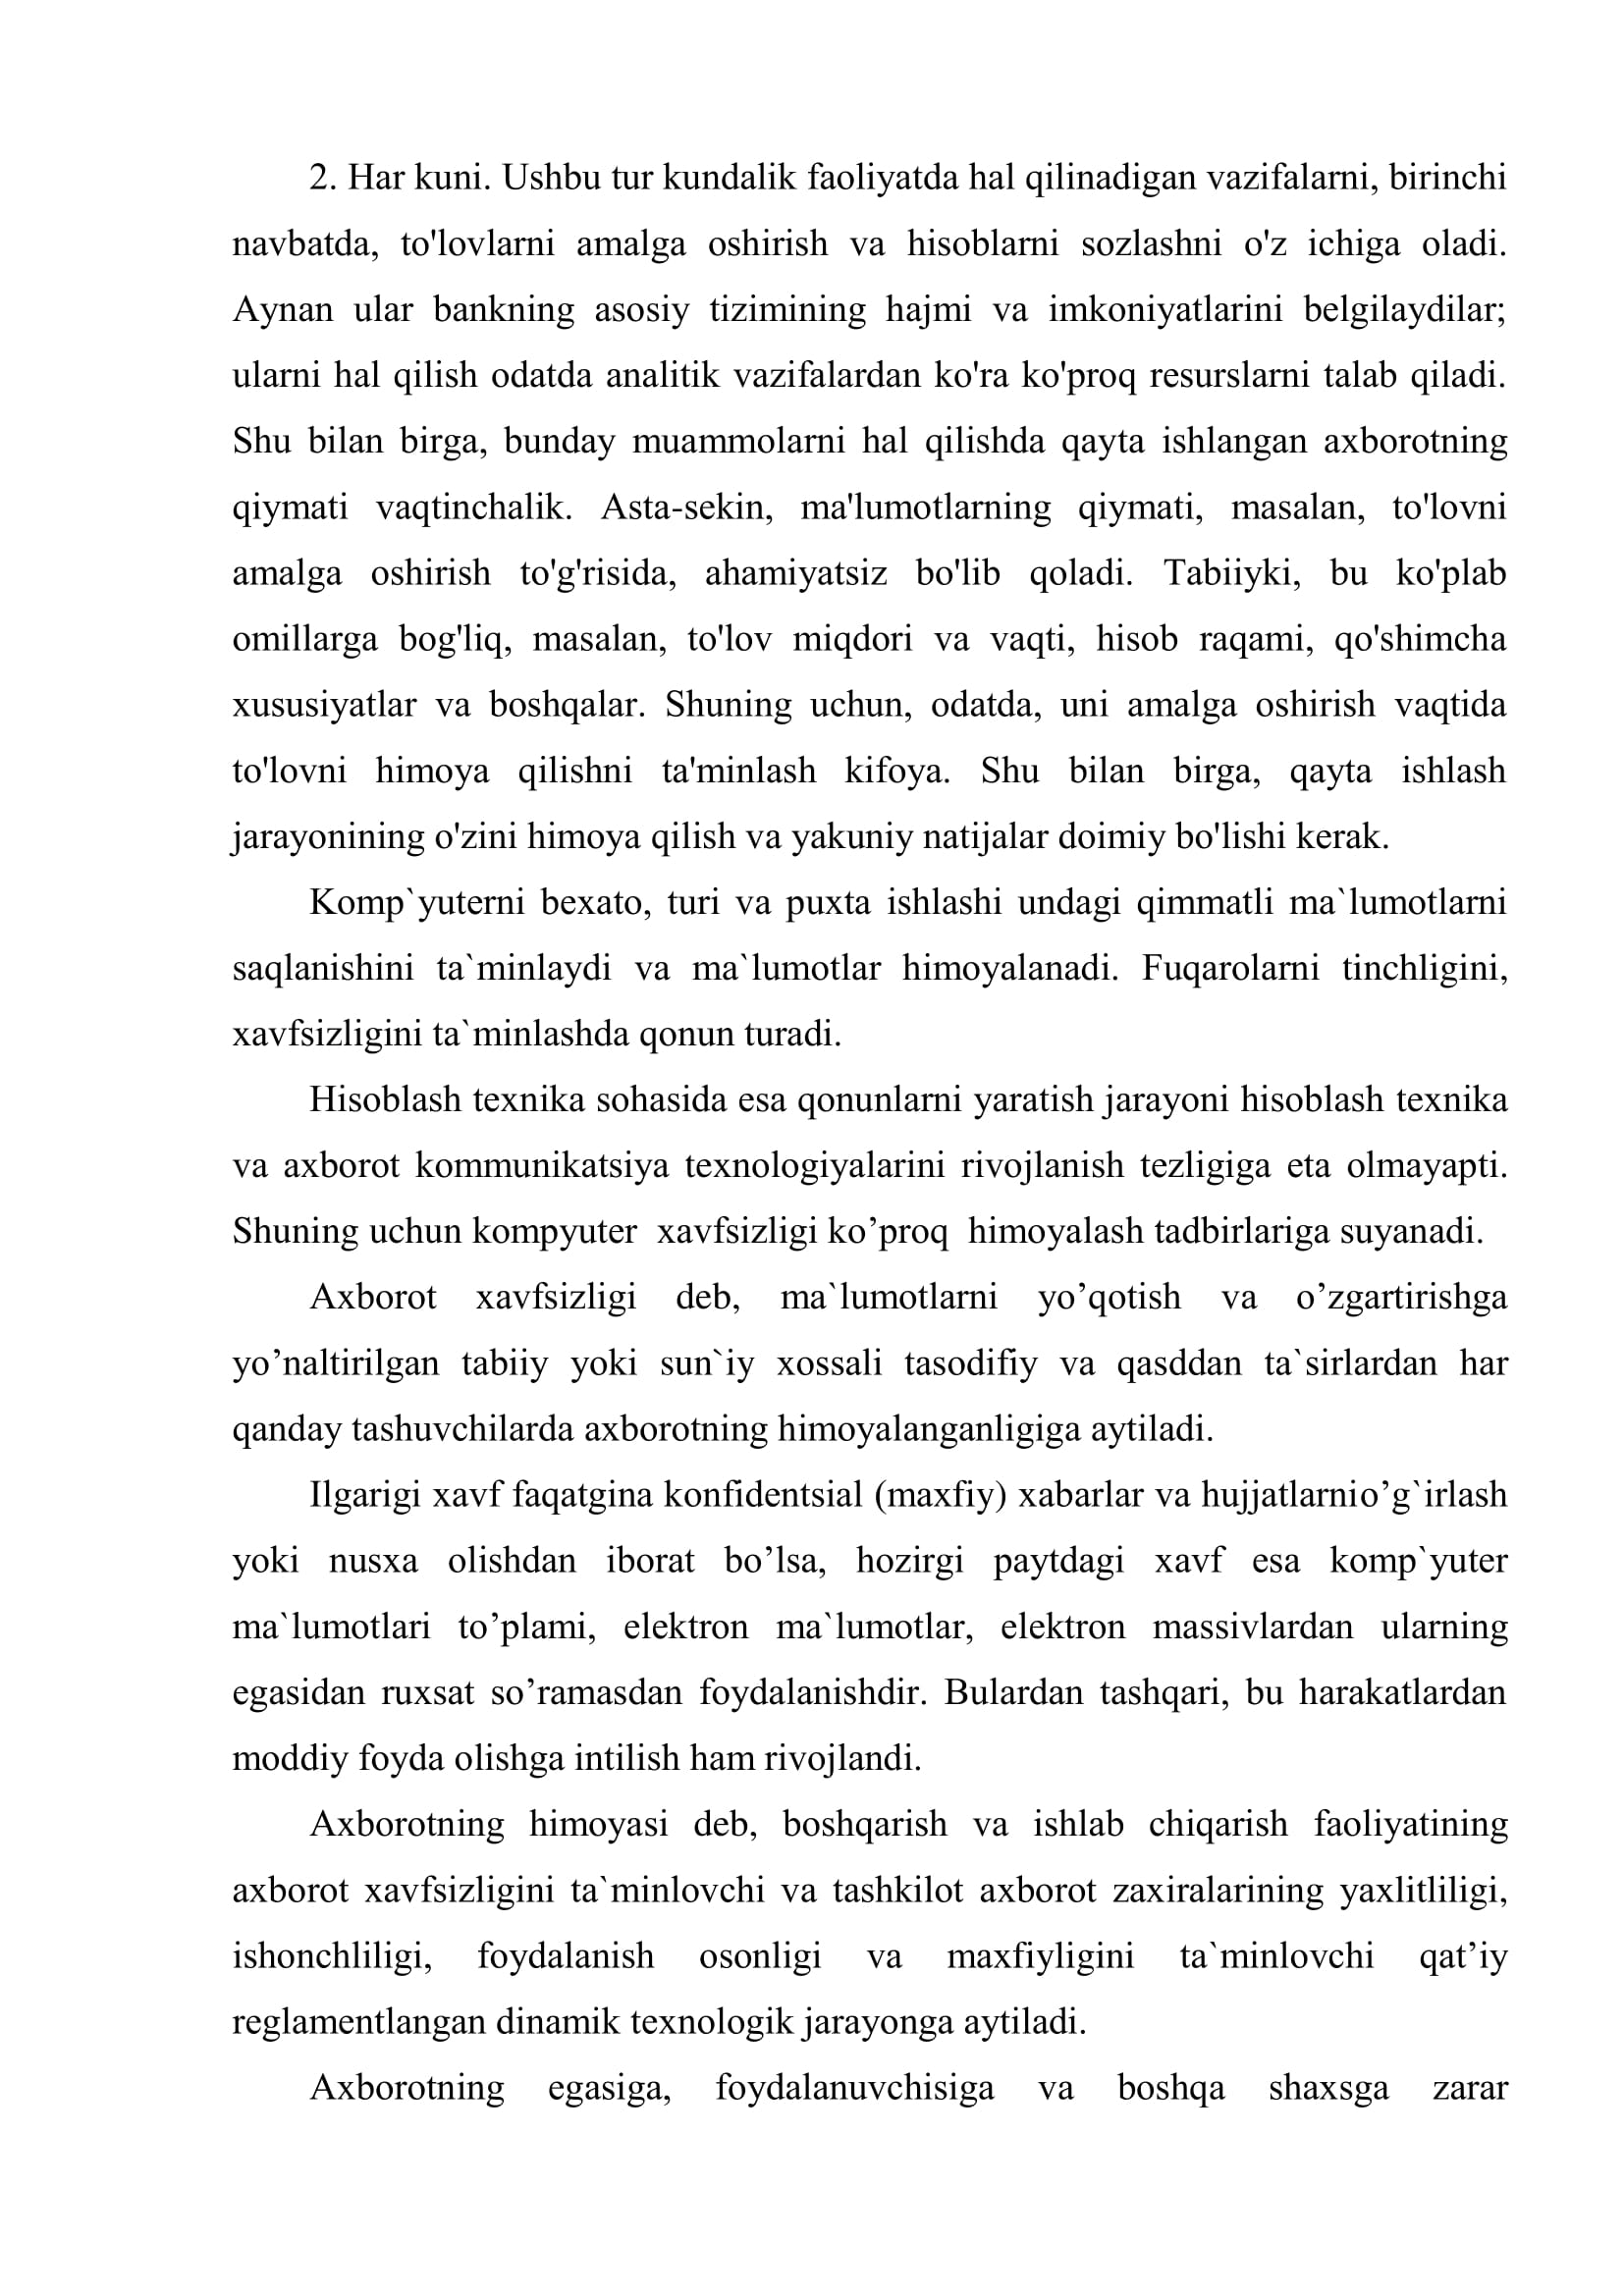 2. Har kuni. Ushbu tur kundalik faoliyatda hal qilinadigan vazifalarni, birinchi
navbatda, to'lovlarni amalga oshirish va hisoblarni sozlashni o'z ichiga oladi.
Aynan ular bankning asosiy tizimining hajmi va imkoniyatlarini belgilaydilar;
ularni hal qilish odatda analitik vazifalardan ko'ra ko'proq resurslarni talab qiladi.
Shu bilan birga, bunday muammolarni hal qilishda qayta ishlangan axborotning
qiymati vaqtinchalik. Asta-sekin, ma'lumotlarning qiymati, masalan, to'lovni
amalga oshirish to'g'risida, ahamiyatsiz bo'lib qoladi. Tabiiyki, bu ko'plab
omillarga bog'liq, masalan, to'lov miqdori va vaqti, hisob raqami, qo'shimcha
xususiyatlar va boshqalar. Shuning uchun, odatda, uni amalga oshirish vaqtida
to'lovni himoya qilishni ta'minlash kifoya. Shu bilan birga, qayta ishlash
jarayonining o'zini himoya qilish va yakuniy natijalar doimiy bo'lishi kerak.
Komp`yuterni bexato, turi va puxta ishlashi undagi qimmatli ma`lumotlarni
saqlanishini ta`minlaydi va ma`lumotlar himoyalanadi. Fuqarolarni tinchligini,
xavfsizligini ta`minlashda qonun turadi.
Hisoblash texnika sohasida esa qonunlarni yaratish jarayoni hisoblash texnika
va axborot kommunikatsiya texnologiyalarini rivojlanish tezligiga eta olmayapti.
Shuning uchun kompyuter  xavfsizligi ko’proq  himoyalash tadbirlariga suyanadi.
Axborot xavfsizligi deb, ma`lumotlarni yo’qotish va o’zgartirishga
yo’naltirilgan tabiiy yoki sun`iy xossali tasodifiy va qasddan ta`sirlardan har
qanday tashuvchilarda axborotning himoyalanganligiga aytiladi.
Ilgarigi xavf faqatgina konfidentsial (maxfiy) xabarlar va hujjatlarnio’g`irlash
yoki nusxa olishdan iborat bo’lsa, hozirgi paytdagi xavf esa komp`yuter
ma`lumotlari to’plami, elektron ma`lumotlar, elektron massivlardan ularning
egasidan ruxsat so’ramasdan foydalanishdir. Bulardan tashqari, bu harakatlardan
moddiy foyda olishga intilish ham rivojlandi.
Axborotning himoyasi deb, boshqarish va ishlab chiqarish faoliyatining
axborot xavfsizligini ta`minlovchi va tashkilot axborot zaxiralarining yaxlitliligi,
ishonchliligi, foydalanish osonligi va maxfiyligini ta`minlovchi qat’iy
reglamentlangan dinamik texnologik jarayonga aytiladi.
Axborotning egasiga, foydalanuvchisiga va boshqa shaxsga zarar